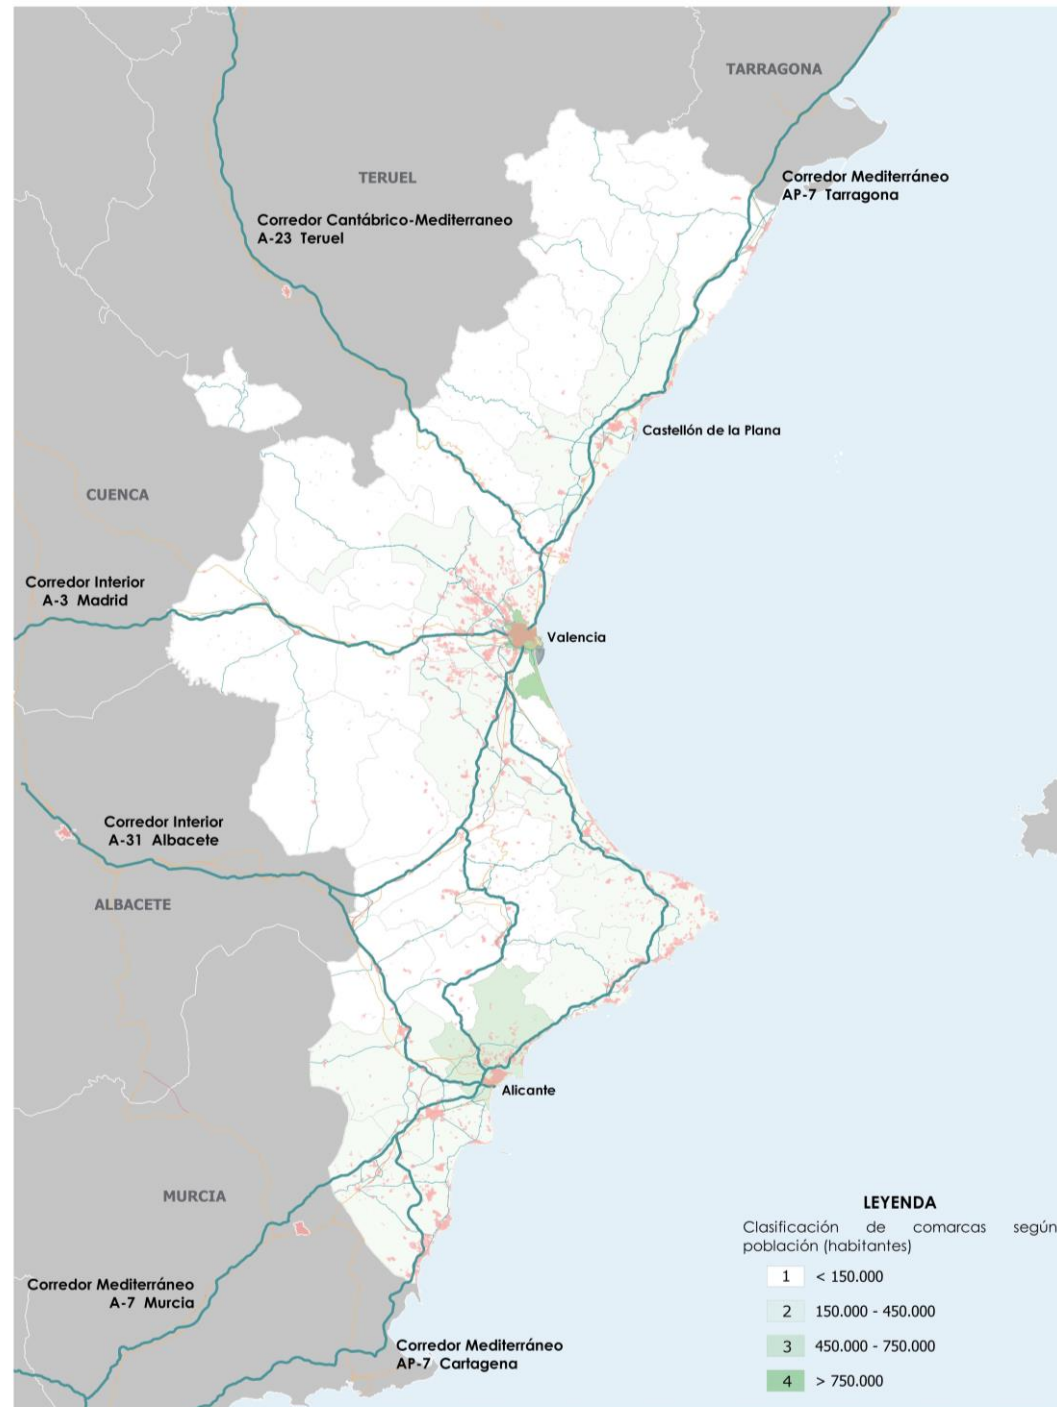 TARRAGONA
Corredor Mediterráneo
AP-7 Tarragona
TERUEL
Corredor Cantábrico-Mediterraneo
A-23 Teruel
Castellón de la Plana
CUENCA
Corredor Interior
A-3 Madrid
Valencia
Corredor Interior
A-31 Albacete
ALBACETE
Alicante
MURCIA
Corredor Mediterráneo
A-7 Murcia
Corredor Mediterráneo
AP-7 Cartagena
LEYENDA
Clasificación de comarcas según
población (habitantes)
1 < 150.000
2 150.000 - 450.000
3 450.000 - 750.000
4 > 750.000